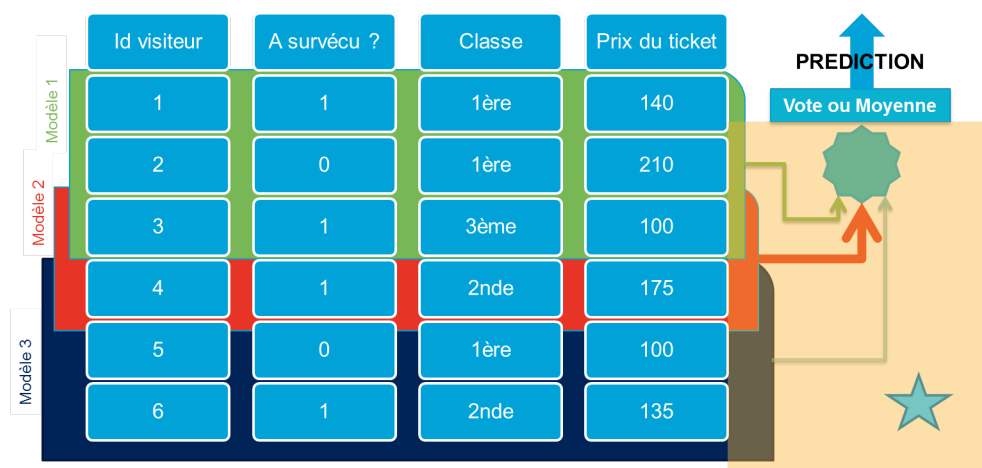 Id visiteur A survécu ? Classe Prix du ticket
1 1 1ère 140
2 0 1ère 210
3 1 3ème 100
4 1 2nde 175
5 0 1ère 100
6 1 2nde 135
Modèle 1
Modèle 2
Modèle 3
PREDICTION
Vote ou Moyenne